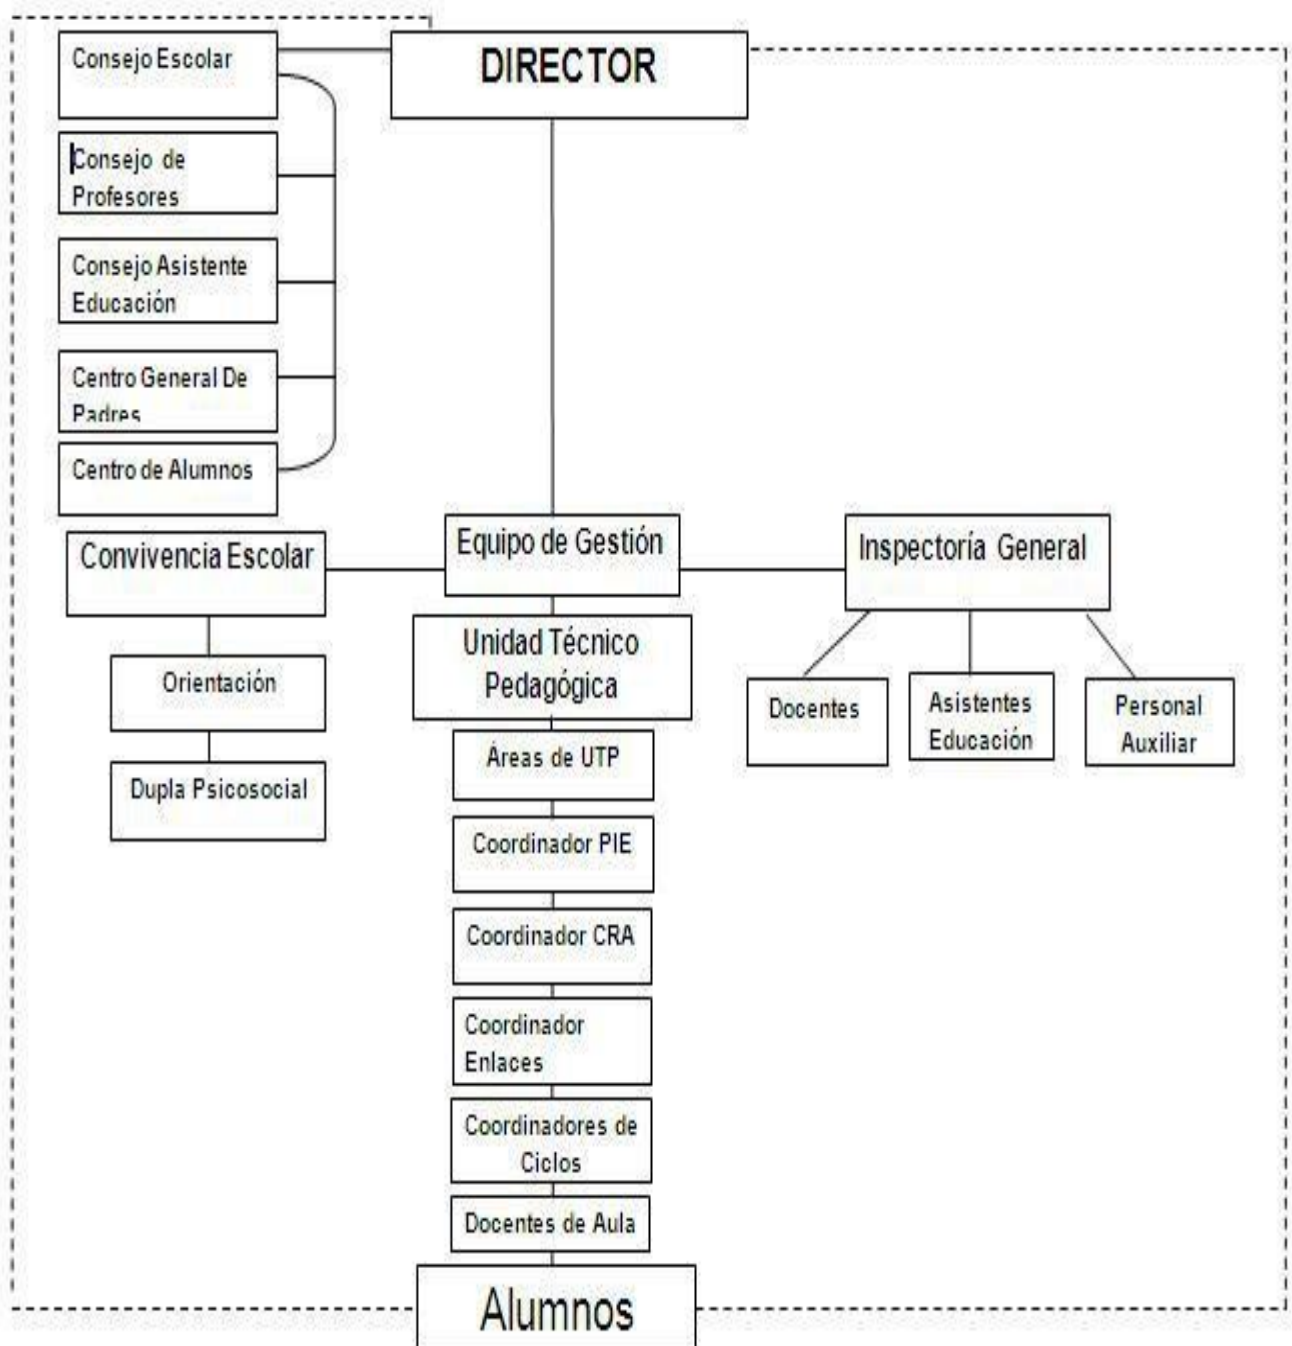 DIRECTOR
Consejo Escolar
Consejo de
Profesores
Consejo Asistente
Educación
Centro General De
Padres
Centro de Alumnos
Convivencia Escolar
Orientación
Dupla Psicosocial
Equipo de Gestión
Unidad Técnico
Pedagógica
Áreas de UTP
Coordinador PIE
Coordinador CRA
Coordinador
Enlaces
Coordinadores de
Ciclos
Docentes de Aula
Alumnos
Inspectoría General
Docentes
Asistentes
Educación
Personal
Auxiliar